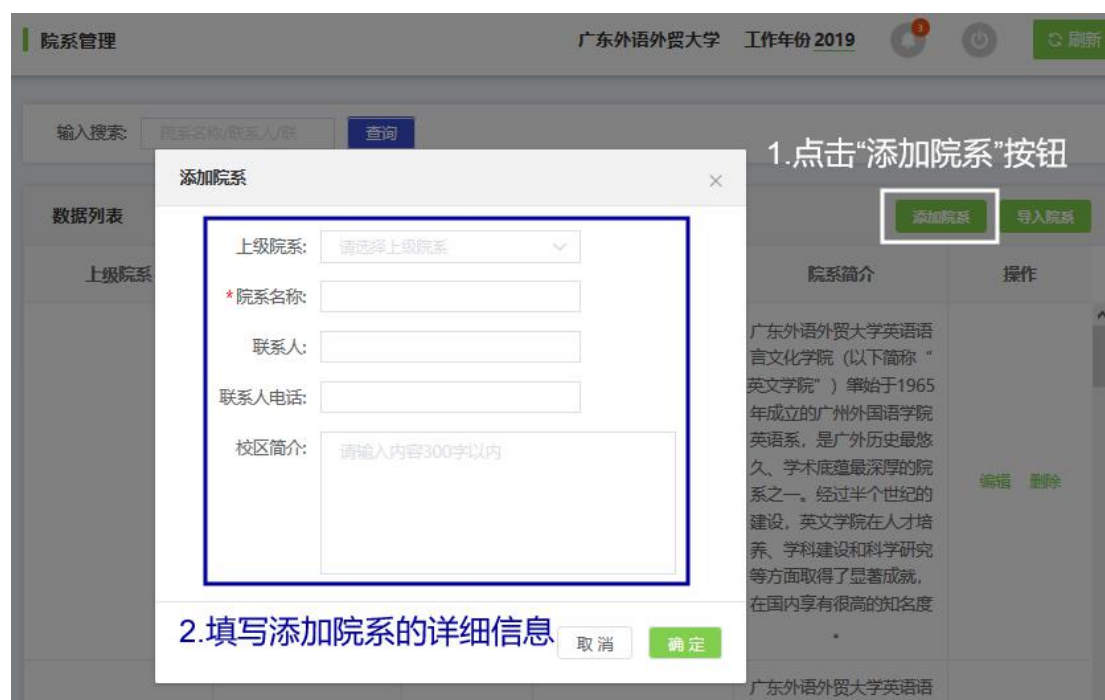 院系管理
广东外语外贸大学 工作年份 2019 3 刷新
输入搜索: 院系名称/联系人/联 查询
1.点击“添加院系”按钮
添加院系 ×
数据列表
添加院系 导入院系
上级院系
院系简介 操作
上级院系: 请选择上级院系
*院系名称:
联系人:
联系人电话:
校区简介: 请输入内容300字以内
广东外语外贸大学英语语
言文化学院（以下简称“
英文学院”）肇始于1965
年成立的广州外国语学院
英语系，是广外历史最悠
久、学术底蕴最深厚的院
系之一。经过半个世纪的
建设，英文学院在人才培
养、学科建设和科学研究
等方面取得了显著成就，
在国内享有很高的知名度
。
编辑 删除
2.填写添加院系的详细信息
取 消 确 定
广东外语外贸大学英语语